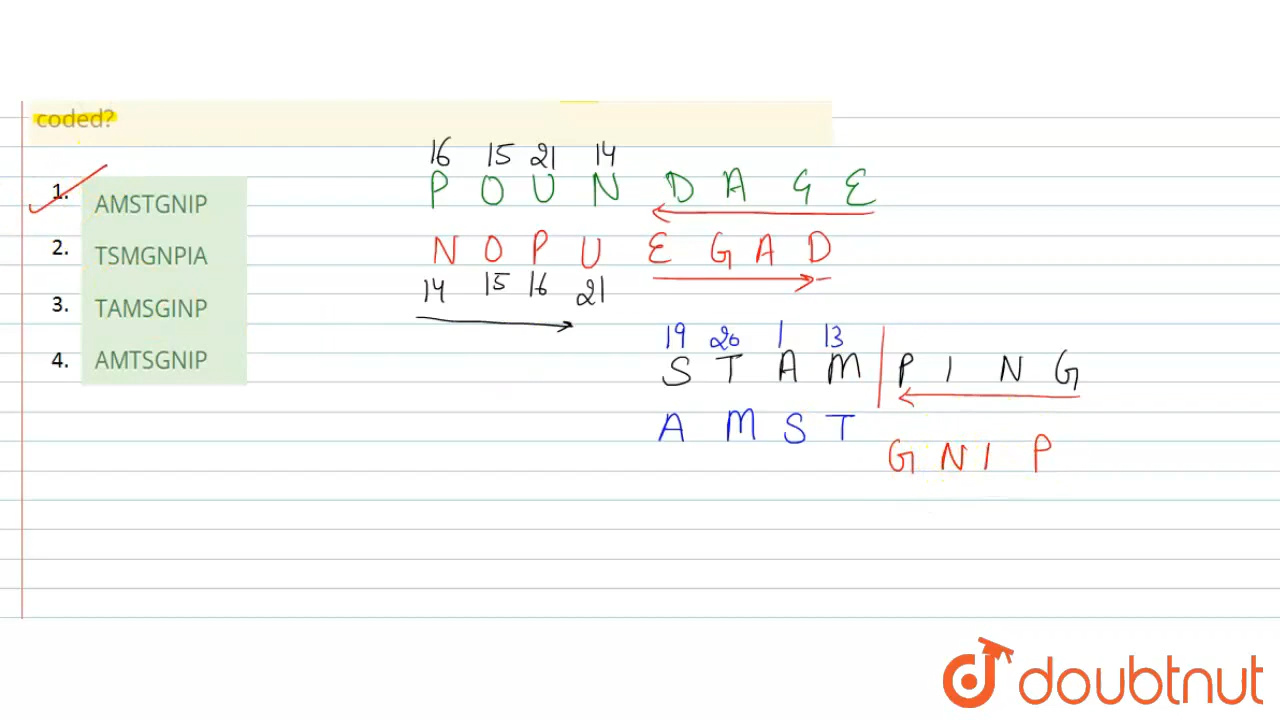 coded?
1. AMSTGNIP
2. TSMGNPIA
3. TAMSGINP
4. AMTSGNIP
16 15 21 14
P O U N D A G E
N O P U E G A D
14 15 16 21
19 20 1 13
S T A M P I N G
A M S T
G N I P
doubtnut